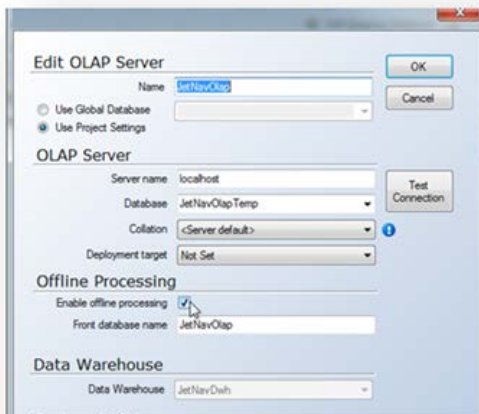 Edit OLAP Server
Name JetNavOlap
OK
Cancel
Use Global Database
Use Project Settings
OLAP Server
Server name localhost
Test Connection
Database JetNavOlapTemp
Collation <Server default>
Deployment target Not Set
Offline Processing
Enable offline processing
Front database name JetNavOlap
Data Warehouse
Data Warehouse JetNavDwh